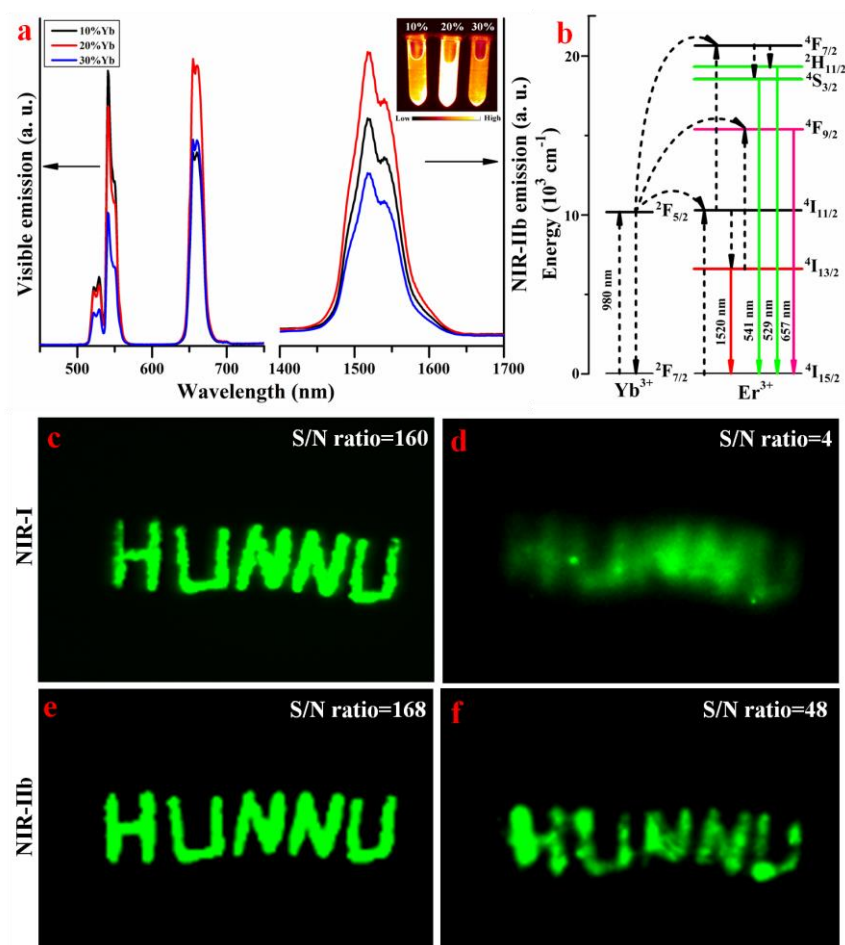 a
10%Yb
20%Yb
30%Yb
10% 20% 30%
Low High
Visible emission (a. u.)
NIR-IIb emission (a. u.)
450 500 550 600 650 700 1400 1500 1600 1700
Wavelength (nm)
b
Energy (10³ cm⁻¹)
20
10
0
⁴F₇/₂
²H₁₁/₂
⁴S₃/₂
⁴F₉/₂
²F₅/₂
⁴I₁₁/₂
⁴I₁₃/₂
980 nm
1520 nm
541 nm
529 nm
657 nm
²F₇/₂
⁴I₁₅/₂
Yb³⁺
Er³⁺
NIR-I
c
S/N ratio=160
HUNNU
d
S/N ratio=4
NIR-IIb
e
S/N ratio=168
HUNNU
f
S/N ratio=48
HUNNU